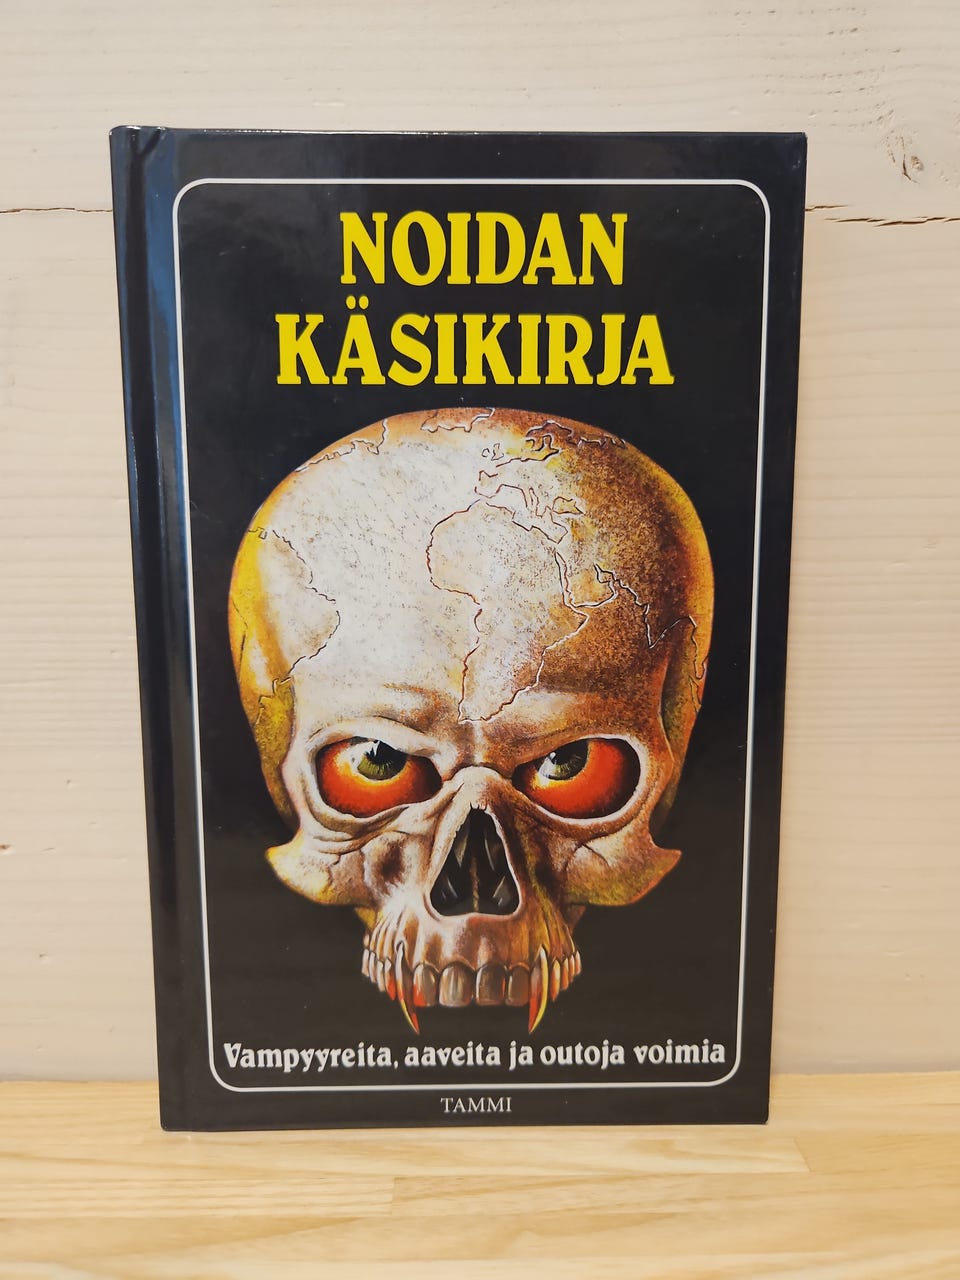 NOIDAN
KÄSIKIRJA
Vampyyreita, aaveita ja outoja voimia
TAMMI